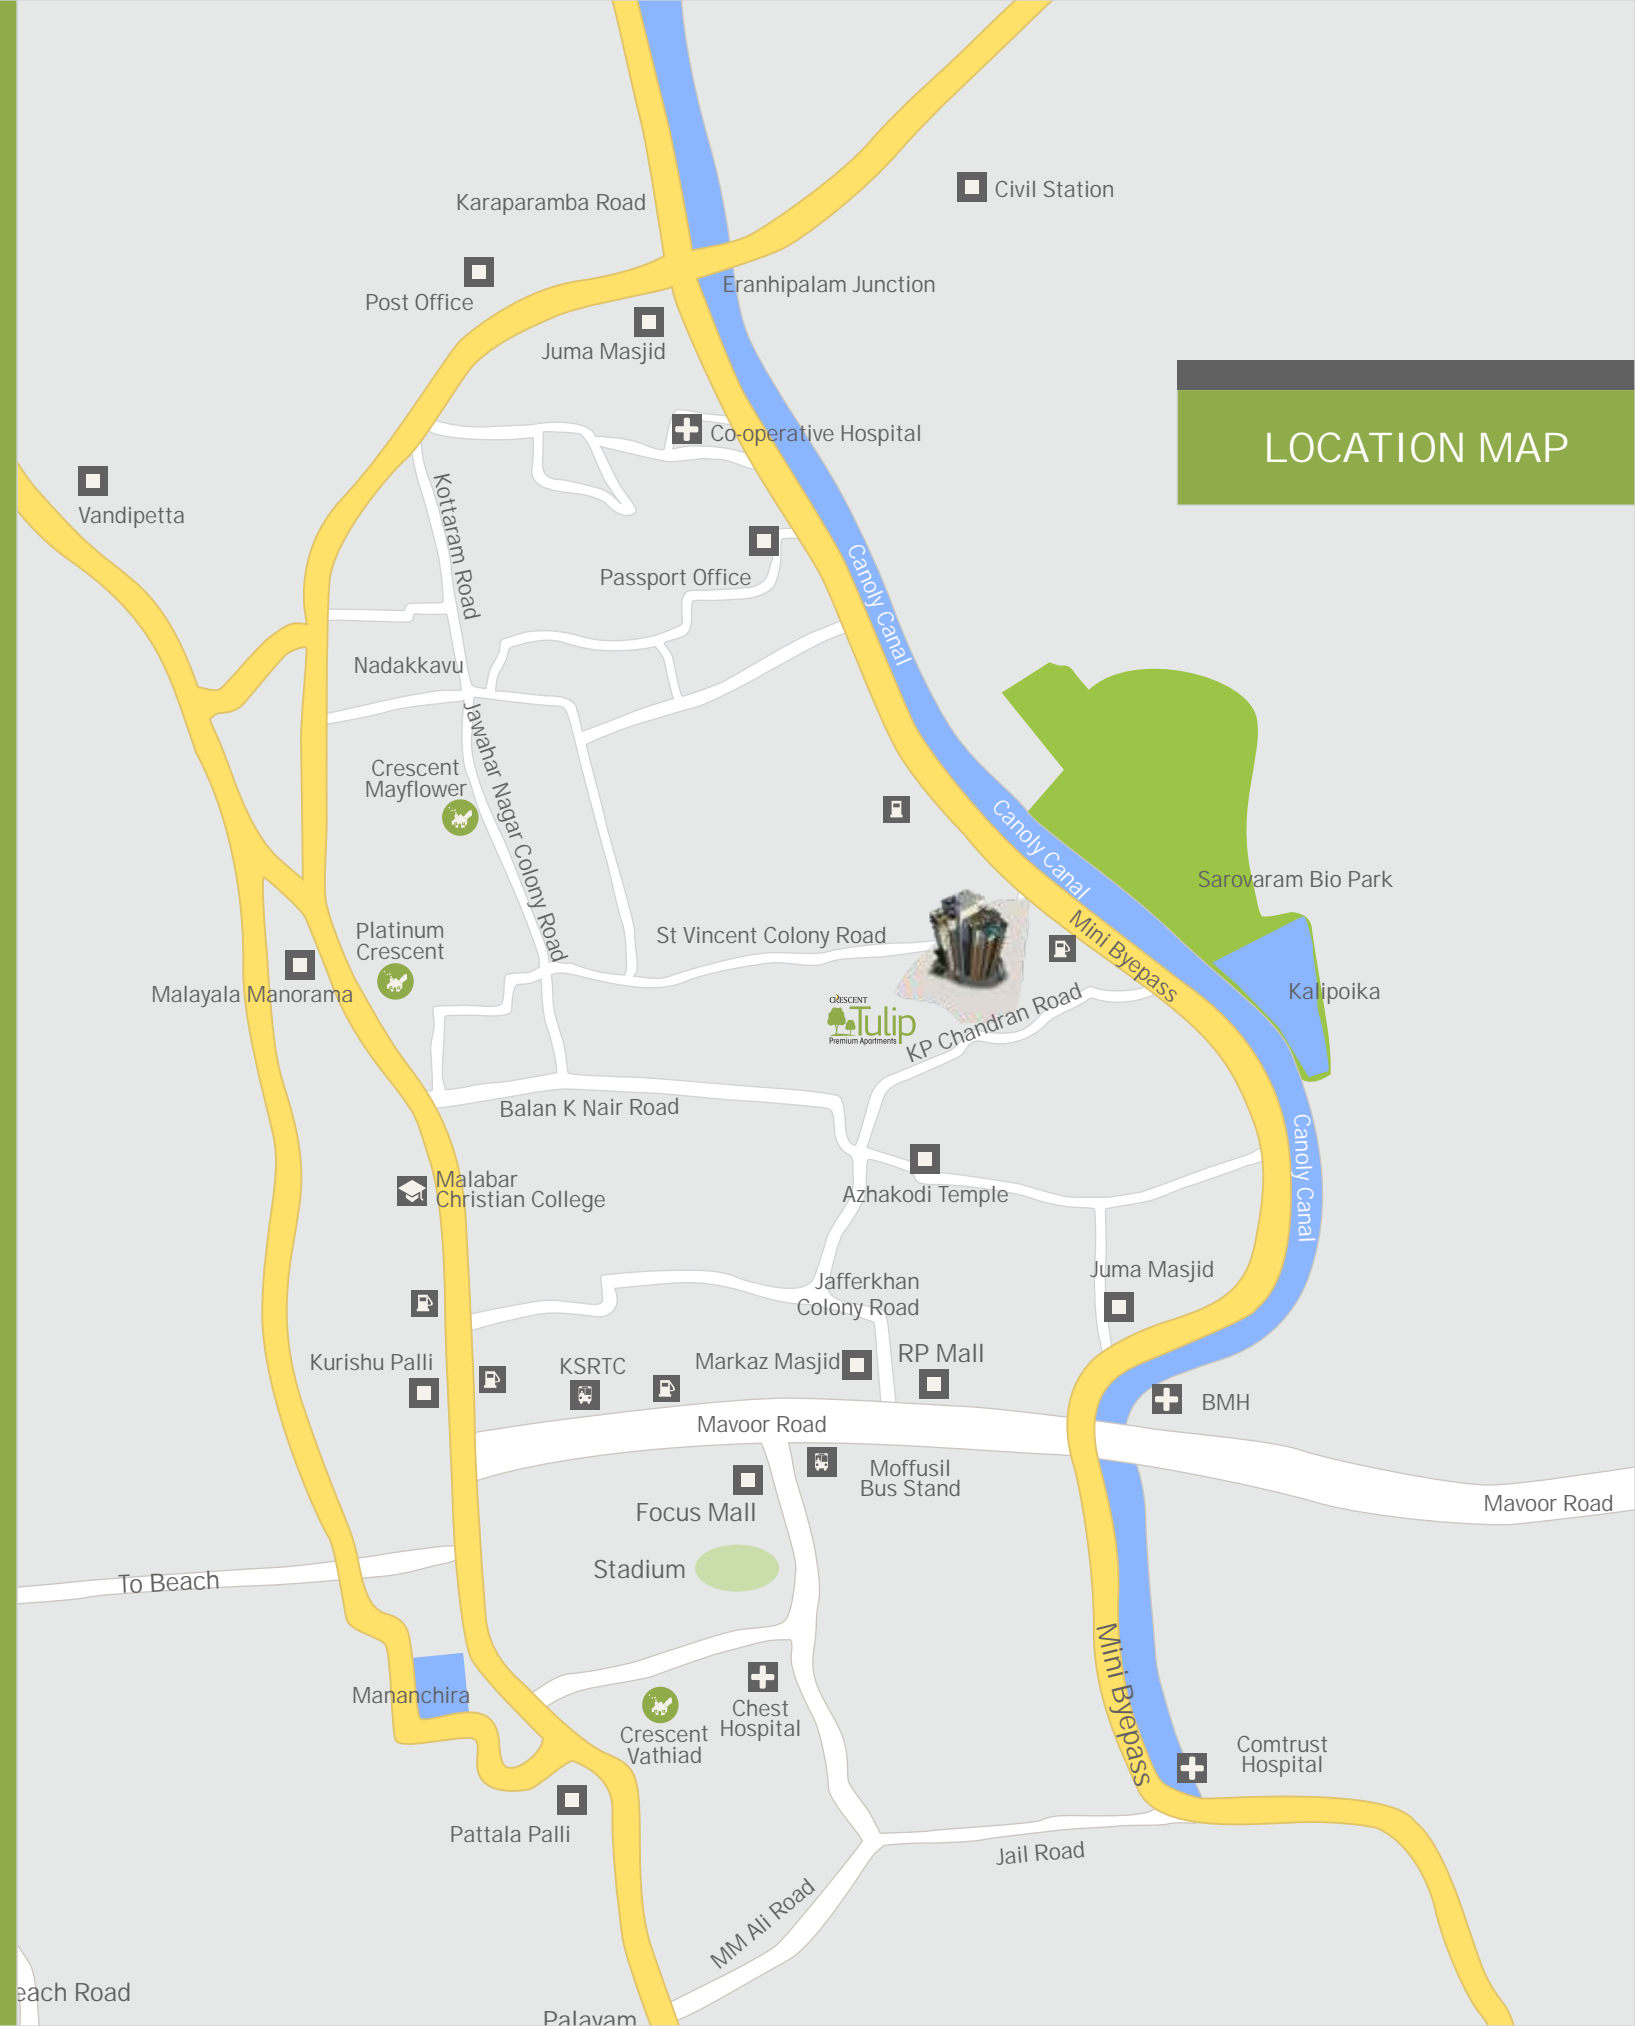 Karaparamba Road
Civil Station
Post Office
Eranhipalam Junction
Juma Masjid
Co-operative Hospital
LOCATION MAP
Vandipetta
Kottaram Road
Passport Office
Canoly Canal
Nadakkavu
Jawahar Nagar Colony Road
Crescent
Mayflower
Canoly Canal
Sarovaram Bio Park
Platinum
Crescent
St Vincent Colony Road
Mini Byepass
Malayala Manorama
Kalipoika
CRESCENT
Tulip
Premium Apartments
KP Chandran Road
Balan K Nair Road
Canoly Canal
Malabar
Christian College
Azhakodi Temple
Juma Masjid
Jafferkhan
Colony Road
Kurishu Palli
KSRTC
Markaz Masjid
RP Mall
BMH
Mavoor Road
Moffusil
Bus Stand
Focus Mall
Mavoor Road
Stadium
To Beach
Mini Byepass
Mananchira
Crescent
Vathiad
Chest
Hospital
Comtrust
Hospital
Pattala Palli
Jail Road
MM Ali Road
each Road
Palayam